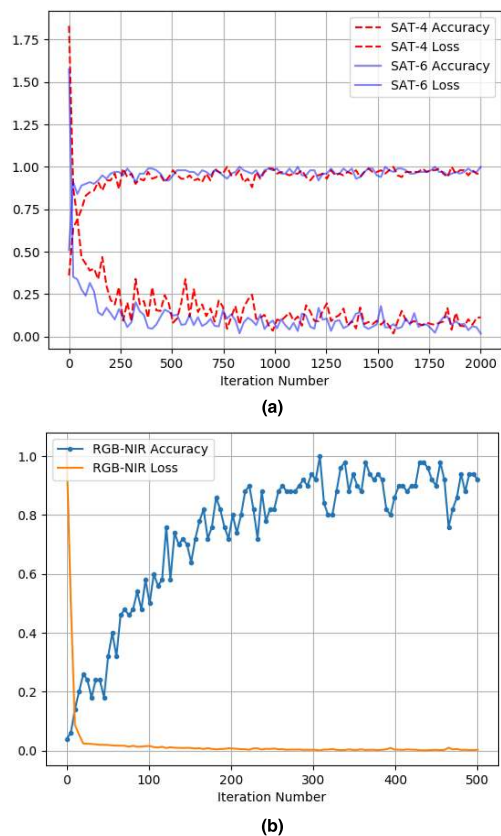 1.75
1.50
1.25
1.00
0.75
0.50
0.25
0.00
SAT-4 Accuracy
SAT-4 Loss
SAT-6 Accuracy
SAT-6 Loss
0 250 500 750 1000 1250 1500 1750 2000
Iteration Number
(a)
1.0
0.8
0.6
0.4
0.2
0.0
RGB-NIR Accuracy
RGB-NIR Loss
0 100 200 300 400 500
Iteration Number
(b)